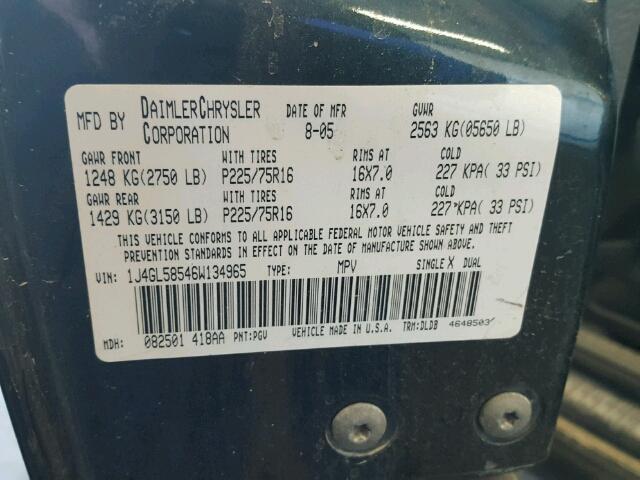 MFD BY DAIMLERCHRYSLER CORPORATION DATE OF MFR 8-05 GVWR 2563 KG(05650 LB)
GAWR FRONT WITH TIRES RIMS AT COLD
1248 KG(2750 LB) P225/75R16 16X7.0 227 KPA( 33 PSI)
GAWR REAR WITH TIRES RIMS AT COLD
1429 KG(3150 LB) P225/75R16 16X7.0 227 KPA( 33 PSI)
THIS VEHICLE CONFORMS TO ALL APPLICABLE FEDERAL MOTOR VEHICLE SAFETY AND THEFT
PREVENTION STANDARDS IN EFFECT ON THE DATE OF MANUFACTURE SHOWN ABOVE.
VIN: 1J4GL58546W134965 TYPE: MPV SINGLE X DUAL
MDH: 082501 418AA PNT:PGV VEHICLE MADE IN U.S.A. TRM:DLDB 4648503